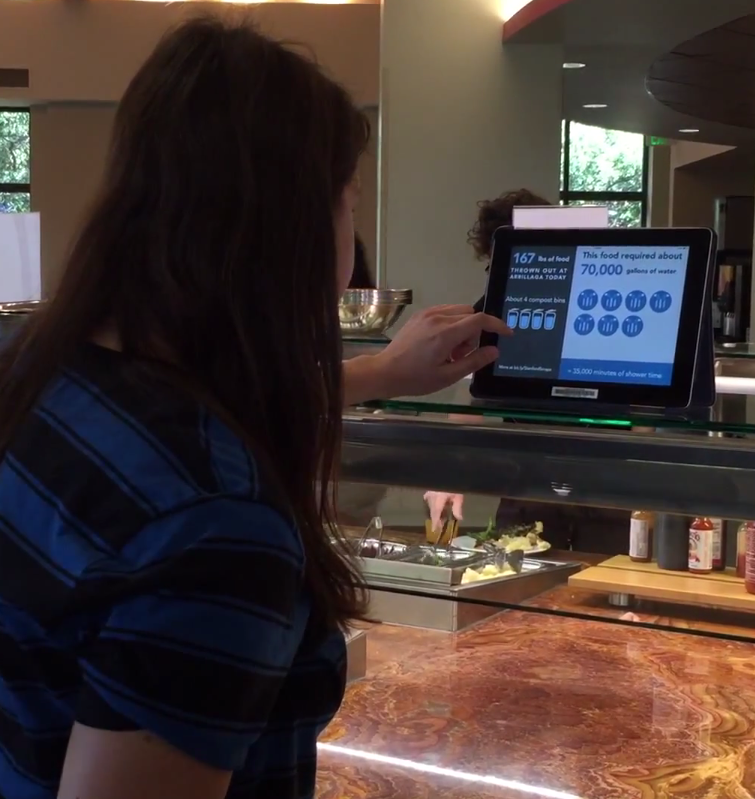 167 lbs of food
THROWN OUT AT
ARRILLAGA TODAY
About 4 compost bins
This food required about
70,000 gallons of water
= 35,000 minutes of shower time